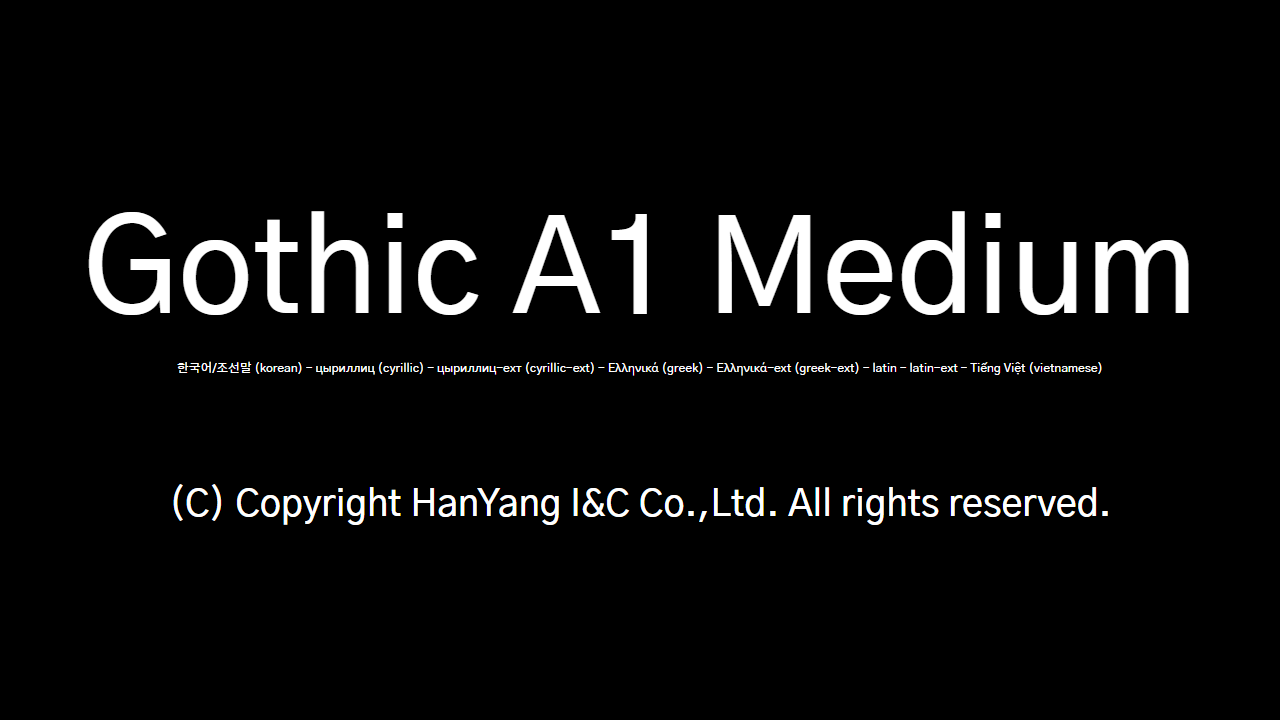 Gothic A1 Medium
한국어/조선말 (korean) - цыриллиц (cyrillic) - цыриллиц-ехт (cyrillic-ext) - Ελληνικά (greek) - Ελληνικά-ext (greek-ext) - latin - latin-ext - Tiếng Việt (vietnamese)
(C) Copyright HanYang I&C Co.,Ltd. All rights reserved.